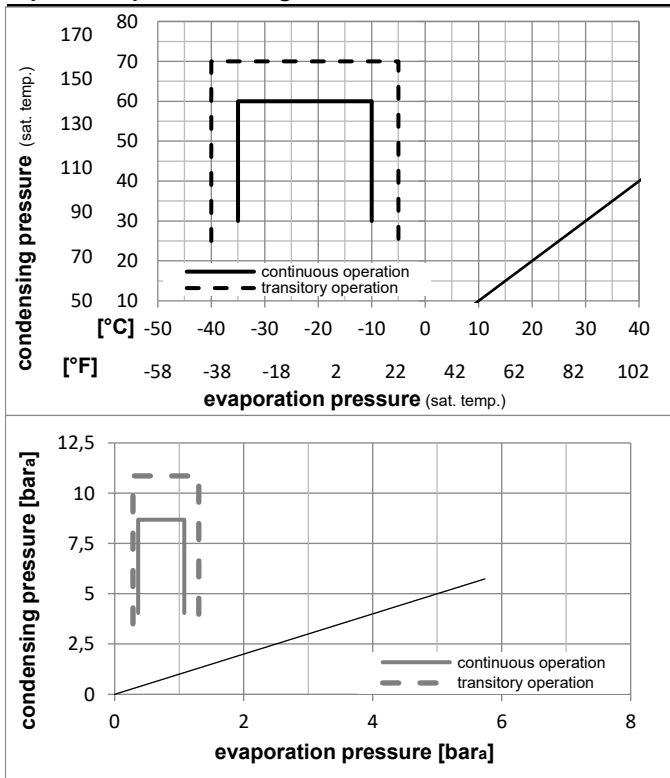 condensing pressure (sat. temp.)
170
150
130
110
90
70
50
80
70
60
50
40
30
20
10
continuous operation
transitory operation
[°C] -50 -40 -30 -20 -10 0 10 20 30 40
[°F] -58 -38 -18 2 22 42 62 82 102
evaporation pressure (sat. temp.)
condensing pressure [bara]
12,5
10
7,5
5
2,5
0
continuous operation
transitory operation
0 2 4 6 8
evaporation pressure [bara]